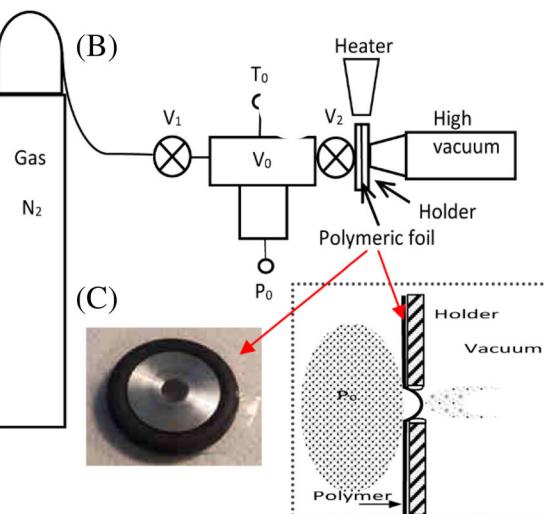 (B)
Heater
T₀
V₁
V₂
High
vacuum
Gas
V₀
N₂
Holder
Polymeric foil
P₀
(C)
Holder
Vacuum
P₀
Polymer